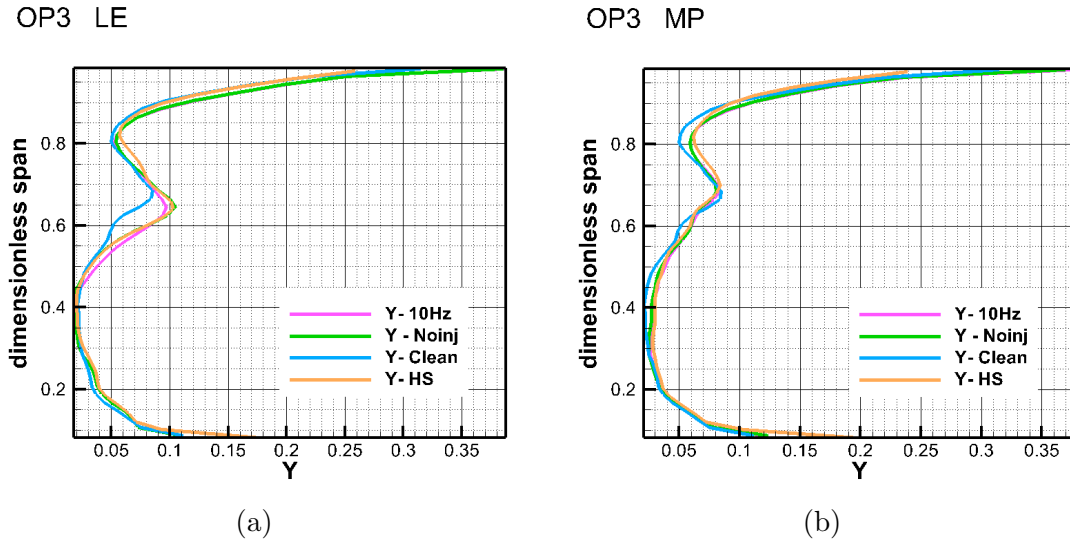 OP3 LE
dimensionless span
0.8
0.6
0.4
0.2
Y- 10Hz
Y - Noinj
Y- Clean
Y- HS
0.05 0.1 0.15 0.2 0.25 0.3 0.35
Y
(a)
OP3 MP
dimensionless span
0.8
0.6
0.4
0.2
Y- 10Hz
Y - Noinj
Y- Clean
Y- HS
0.05 0.1 0.15 0.2 0.25 0.3 0.35
Y
(b)